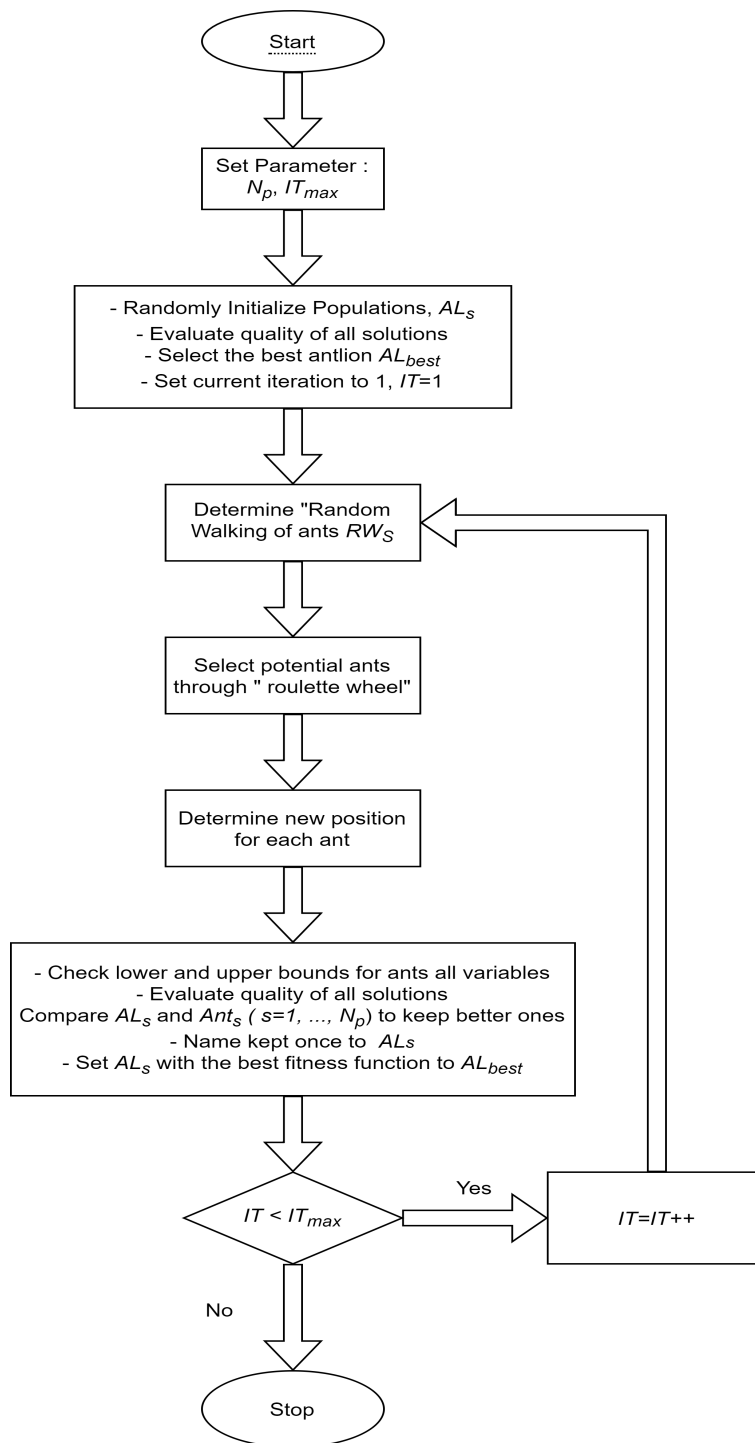 Start
Set Parameter :
Np, ITmax
- Randomly Initialize Populations, ALs
- Evaluate quality of all solutions
- Select the best antlion ALbest
- Set current iteration to 1, IT=1
Determine "Random
Walking of ants RWS
Select potential ants
through " roulette wheel"
Determine new position
for each ant
- Check lower and upper bounds for ants all variables
- Evaluate quality of all solutions
Compare ALs and Ants ( s=1, ..., Np) to keep better ones
- Name kept once to ALs
- Set ALs with the best fitness function to ALbest
IT < ITmax
Yes
IT=IT++
No
Stop